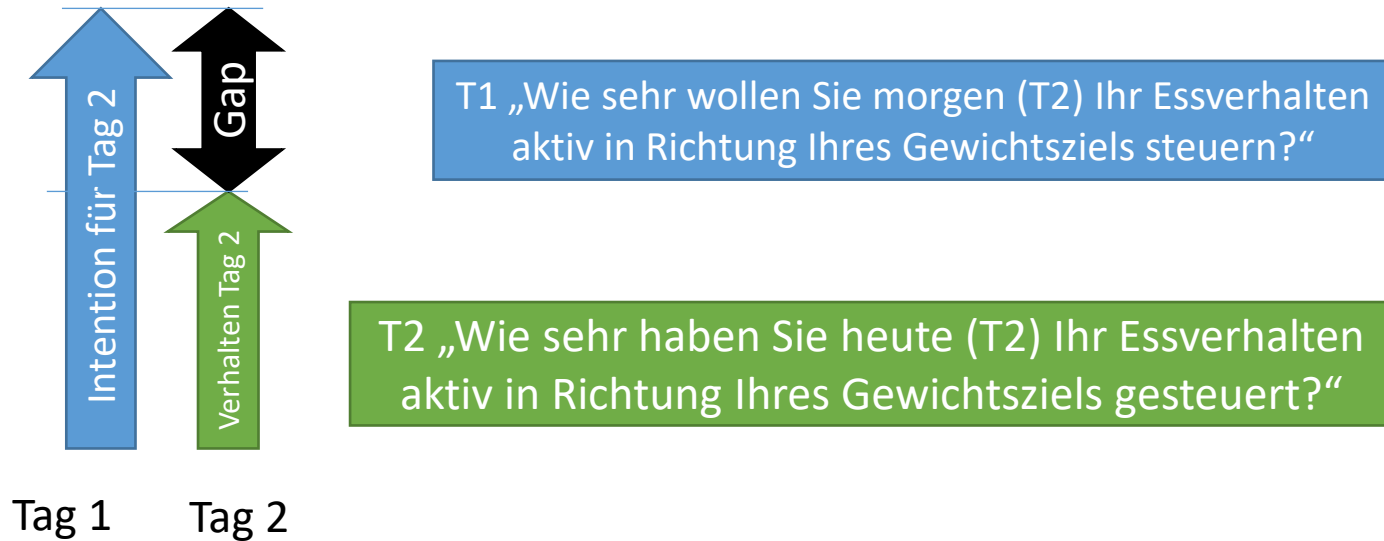 Intention für Tag 2
Gap
Verhalten Tag 2
T1 „Wie sehr wollen Sie morgen (T2) Ihr Essverhalten
aktiv in Richtung Ihres Gewichtsziels steuern?“
T2 „Wie sehr haben Sie heute (T2) Ihr Essverhalten
aktiv in Richtung Ihres Gewichtsziels gesteuert?“
Tag 1
Tag 2